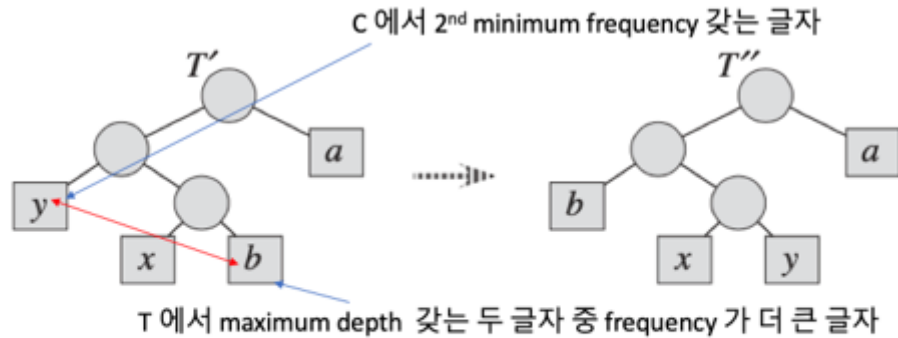 C 에서 2nd minimum frequency 갖는 글자
T′
T″
a
a
y
b
x
b
x
y
T 에서 maximum depth 갖는 두 글자 중 frequency 가 더 큰 글자